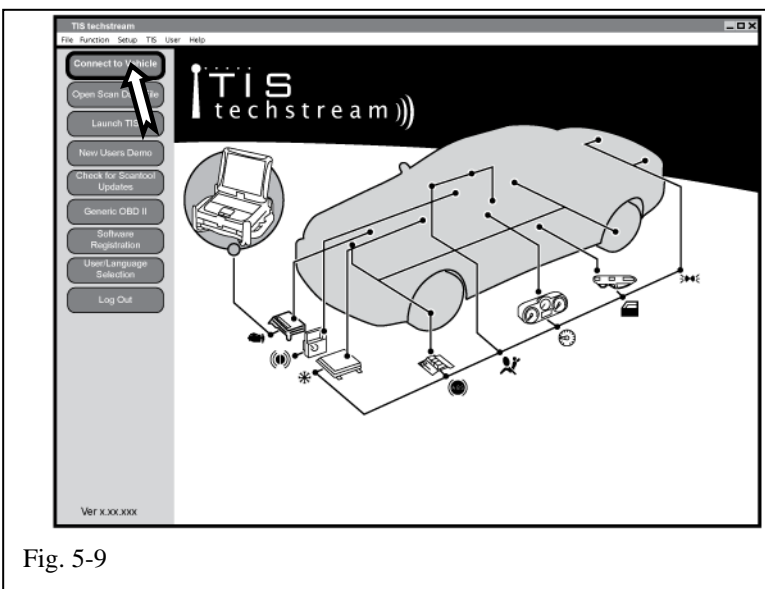 TIS techstream
File Function Setup TIS User Help
Connect to Vehicle
Open Scan File
Launch TIS
New Users Demo
Check for Scantool
Updates
Generic OBD II
Software
Registration
User/Language
Selection
Log Out
TIS
techstream
Ver x.xx.xxx
Fig. 5-9